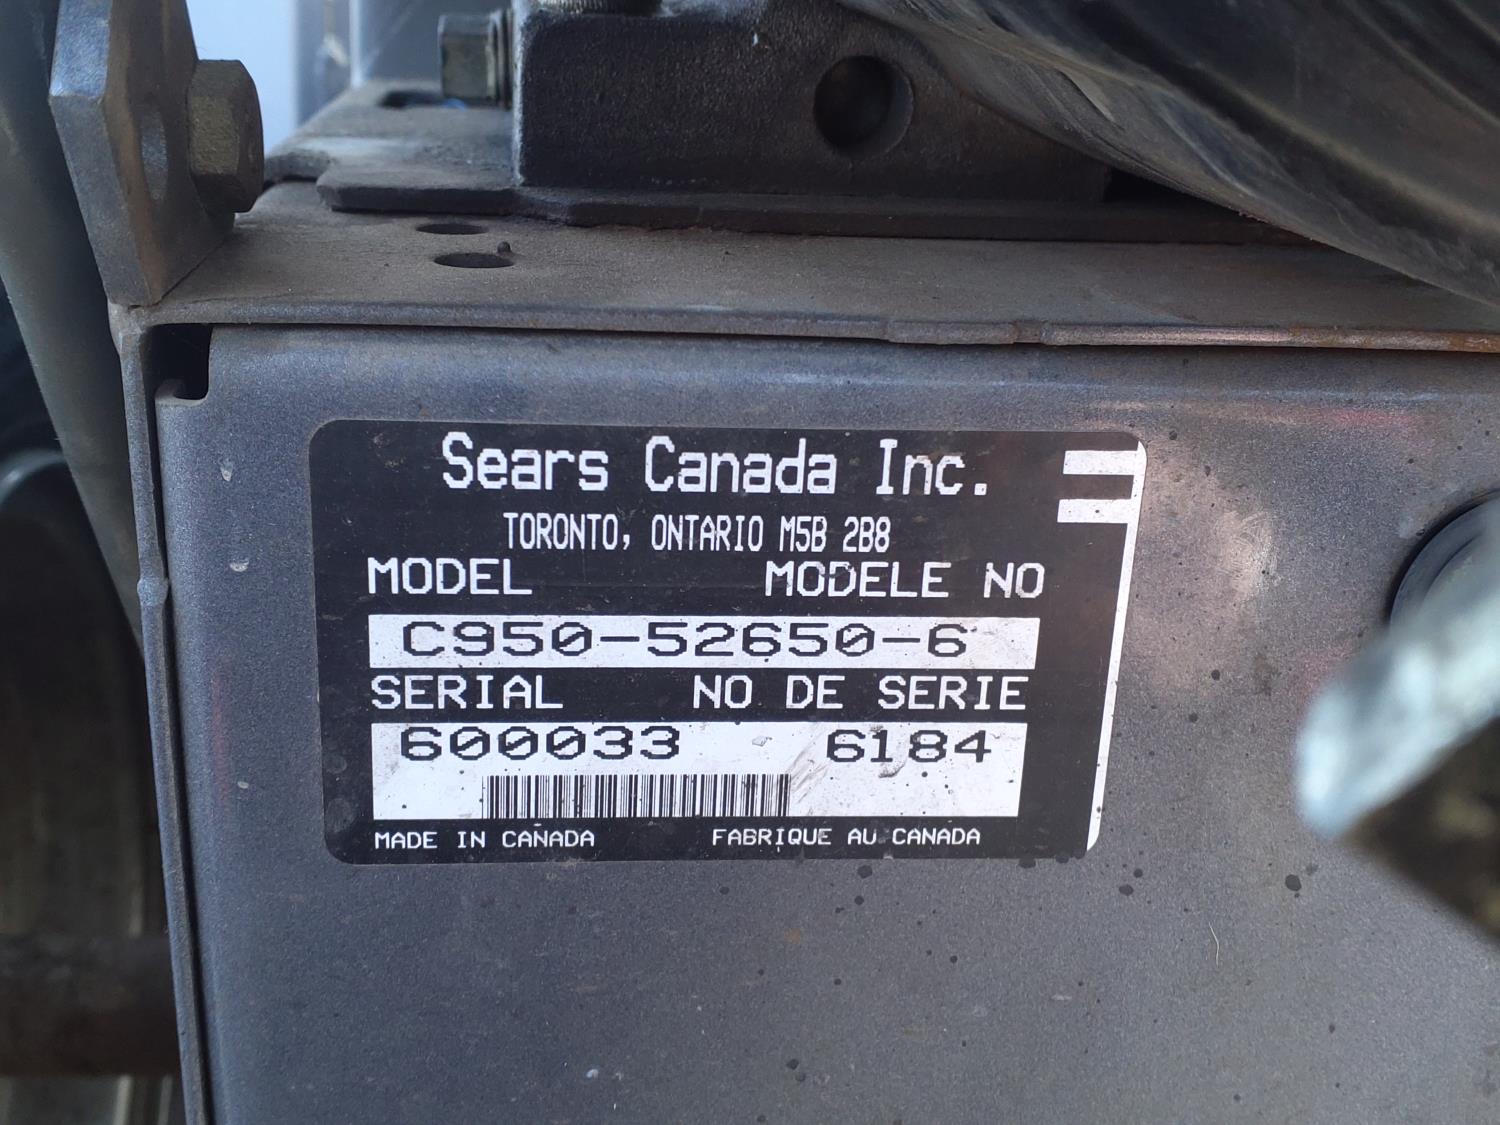 Sears Canada Inc.
TORONTO, ONTARIO M5B 2B8
MODEL MODELE NO
C950-52650-6
SERIAL NO DE SERIE
600033 6184
MADE IN CANADA FABRIQUE AU CANADA